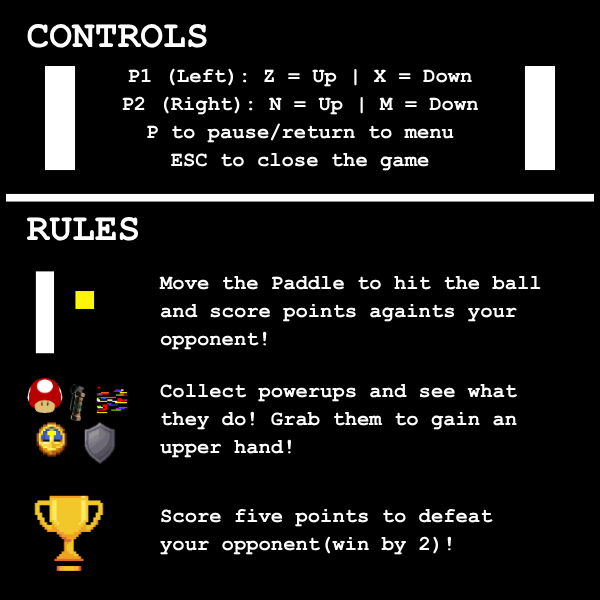 CONTROLS
P1 (Left): Z = Up | X = Down
P2 (Right): N = Up | M = Down
P to pause/return to menu
ESC to close the game
RULES
Move the Paddle to hit the ball
and score points againts your
opponent!
Collect powerups and see what
they do! Grab them to gain an
upper hand!
Score five points to defeat
your opponent(win by 2)!